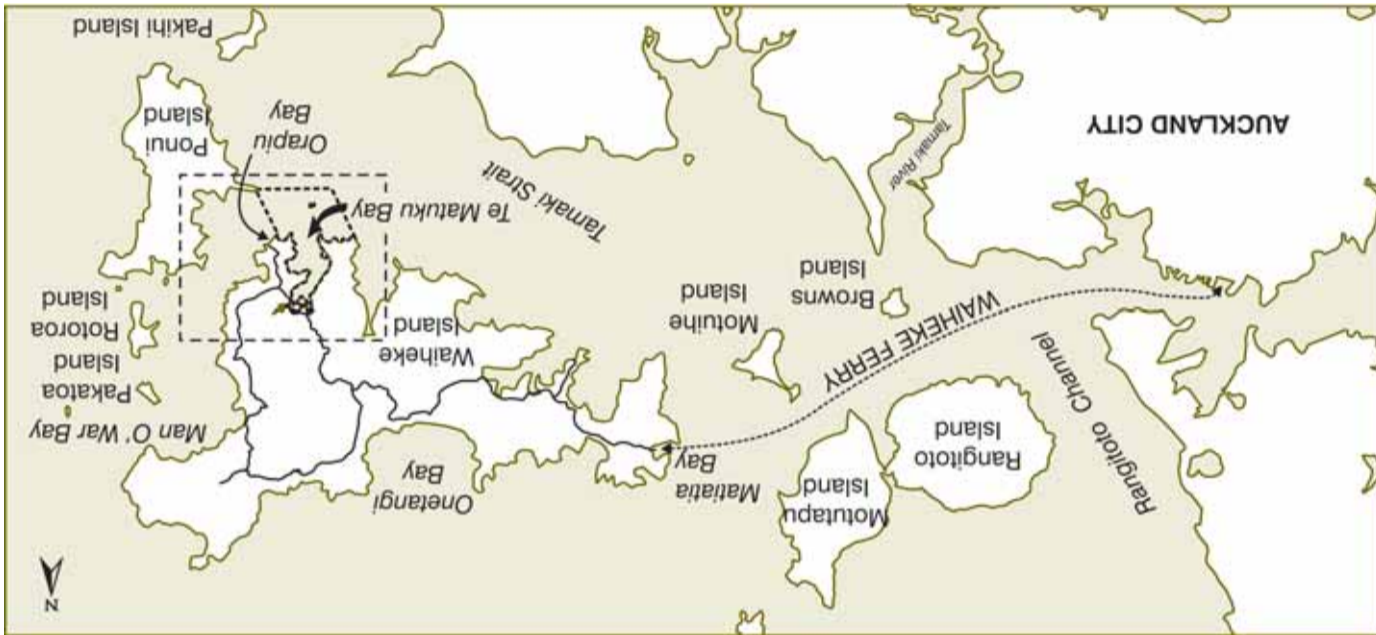 N
Motutapu
Island
Rangitoto
Island
Rangitoto Channel
Matiatia
Bay
Onetangi
Bay
Man O' War Bay
Pakatoa
Island
Rotoroa
Island
WAIHEKE FERRY
Motuihe
Island
Browns
Island
Waiheke
Island
AUCKLAND CITY
Tamaki River
Tamaki Strait
Te Matuku Bay
Orapiu
Bay
Ponui
Island
Pakihi Island